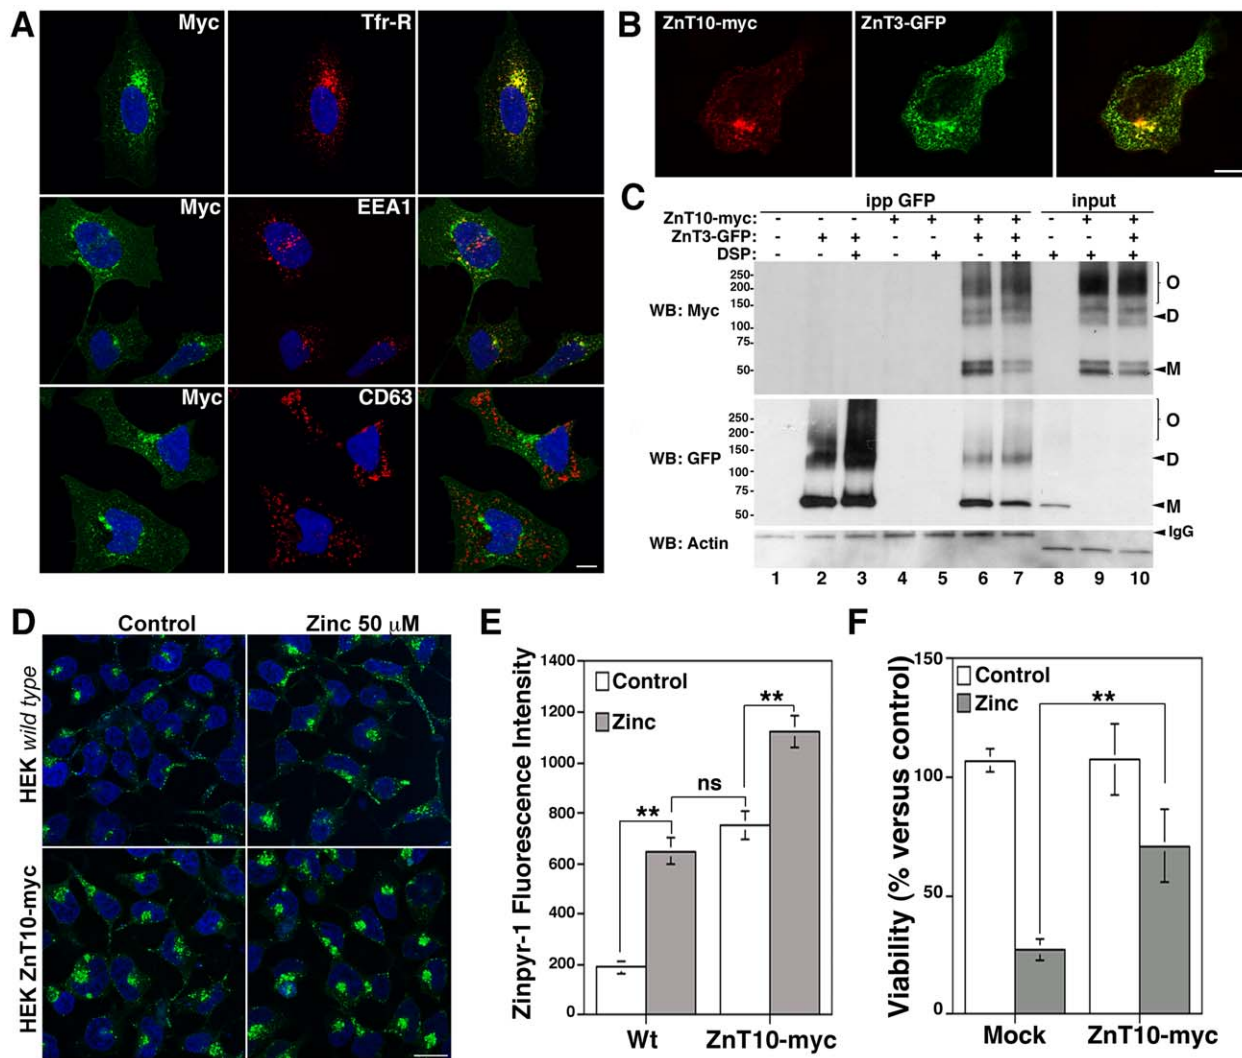 A
Myc
Tfr-R
Myc
EEA1
Myc
CD63
B
ZnT10-myc
ZnT3-GFP
C
ipp GFP
input
ZnT10-myc: - - - + + + + - + +
ZnT3-GFP: - + + - - + + - - +
DSP: - - + - + - + + + +
WB: Myc
250-
200-
150-
100-
75-
50-
O
D
M
WB: GFP
250-
200-
150-
100-
75-
50-
O
D
M
WB: Actin
IgG
1 2 3 4 5 6 7 8 9 10
D
Control
Zinc 50 µM
HEK wild type
HEK ZnT10-myc
E
Zinpyr-1 Fluorescence Intensity
1400
1200
1000
800
600
400
200
0
Control
Zinc
**
ns
**
Wt
ZnT10-myc
F
Viability (% versus control)
150
100
50
0
Control
Zinc
**
Mock
ZnT10-myc